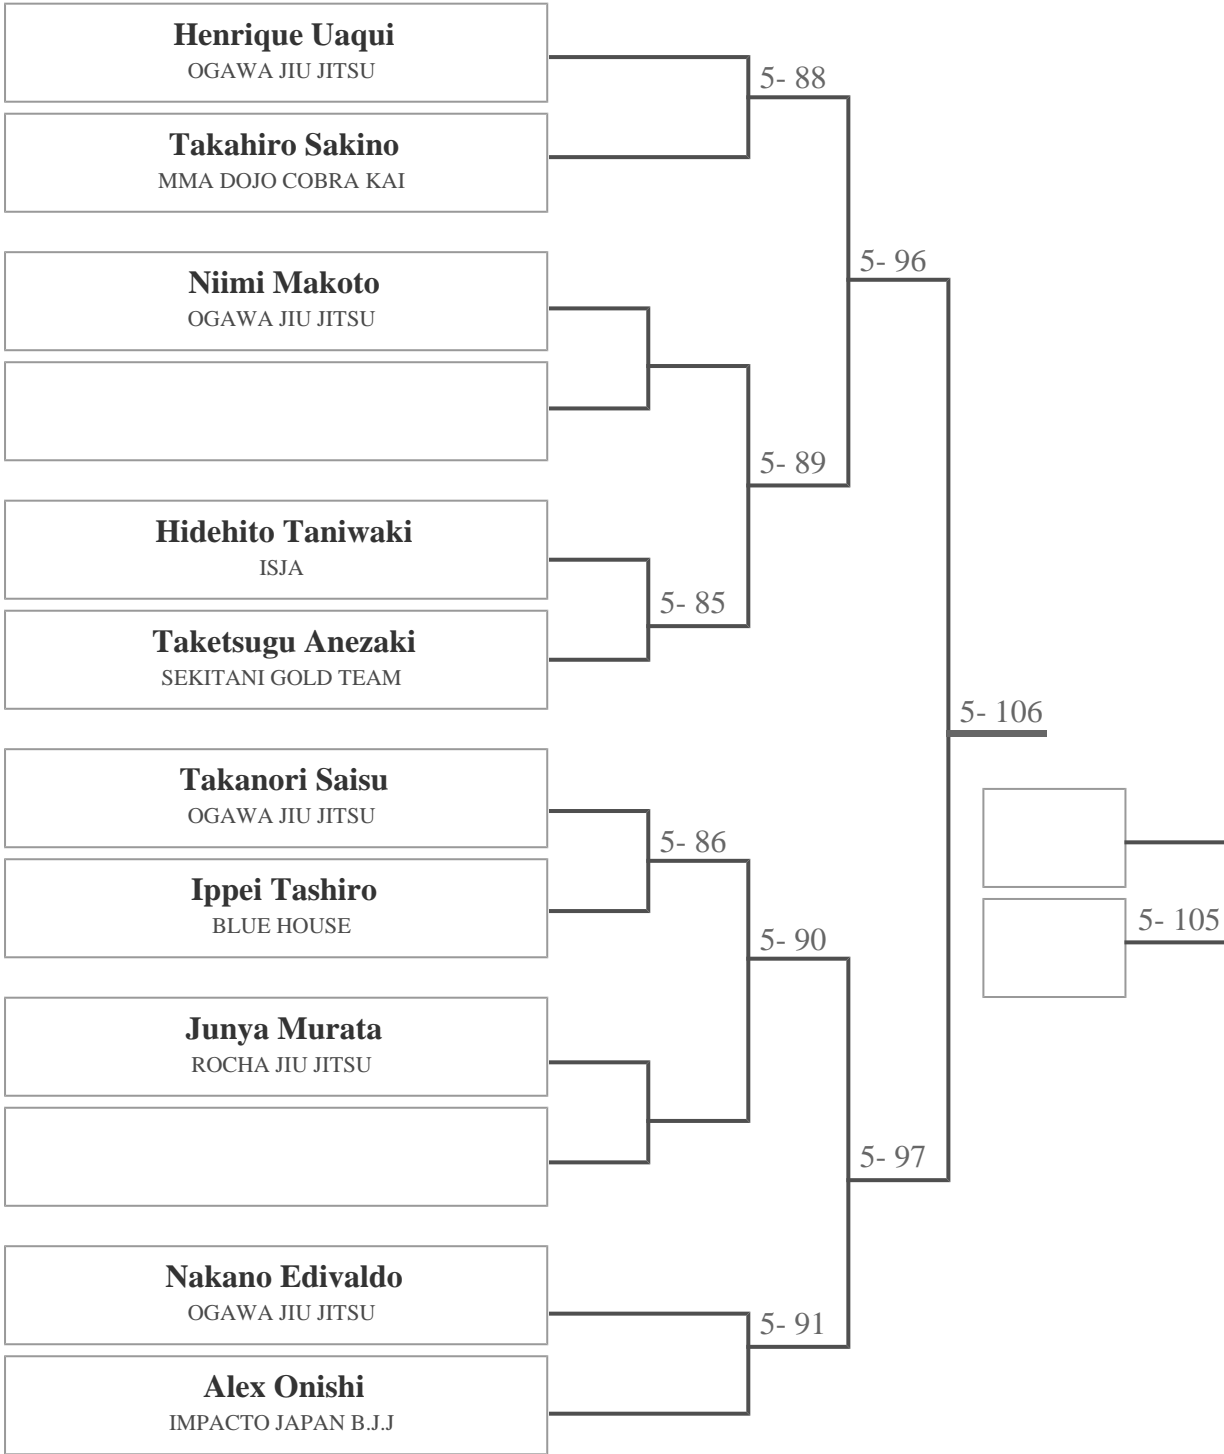 Henrique Uaqui
OGAWA JIU JITSU
5- 88
Takahiro Sakino
MMA DOJO COBRA KAI
5- 96
Niimi Makoto
OGAWA JIU JITSU
5- 89
Hidehito Taniwaki
ISJA
5- 85
Taketsugu Anezaki
SEKITANI GOLD TEAM
5- 106
Takanori Saisu
OGAWA JIU JITSU
5- 86
Ippei Tashiro
BLUE HOUSE
5- 105
5- 90
Junya Murata
ROCHA JIU JITSU
5- 97
Nakano Edivaldo
OGAWA JIU JITSU
5- 91
Alex Onishi
IMPACTO JAPAN B.J.J